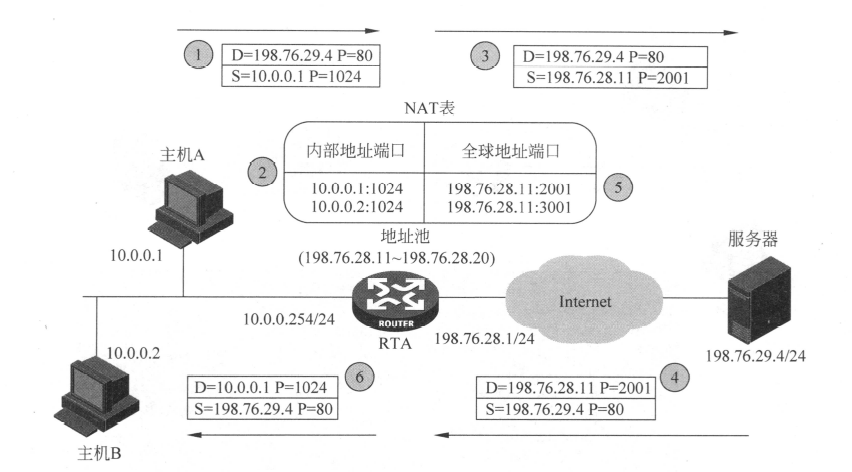 1
D=198.76.29.4 P=80
S=10.0.0.1 P=1024
3
D=198.76.29.4 P=80
S=198.76.28.11 P=2001
NAT表
主机A
2
内部地址端口 全球地址端口
10.0.0.1:1024 198.76.28.11:2001
10.0.0.2:1024 198.76.28.11:3001
5
地址池
(198.76.28.11~198.76.28.20)
服务器
10.0.0.1
Internet
10.0.0.254/24
ROUTER
RTA
198.76.28.1/24
198.76.29.4/24
10.0.0.2
6
D=10.0.0.1 P=1024
S=198.76.29.4 P=80
D=198.76.28.11 P=2001
S=198.76.29.4 P=80
4
主机B